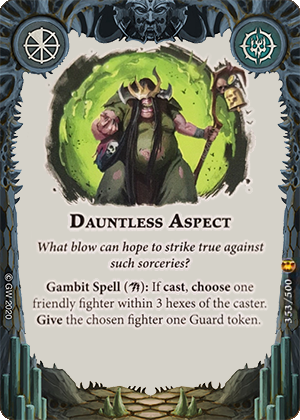 DAUNTLESS ASPECT
What blow can hope to strike true against
such sorceries?
Gambit Spell (): If cast, choose one
friendly fighter within 3 hexes of the caster.
Give the chosen fighter one Guard token.
© GW 2020
353/500